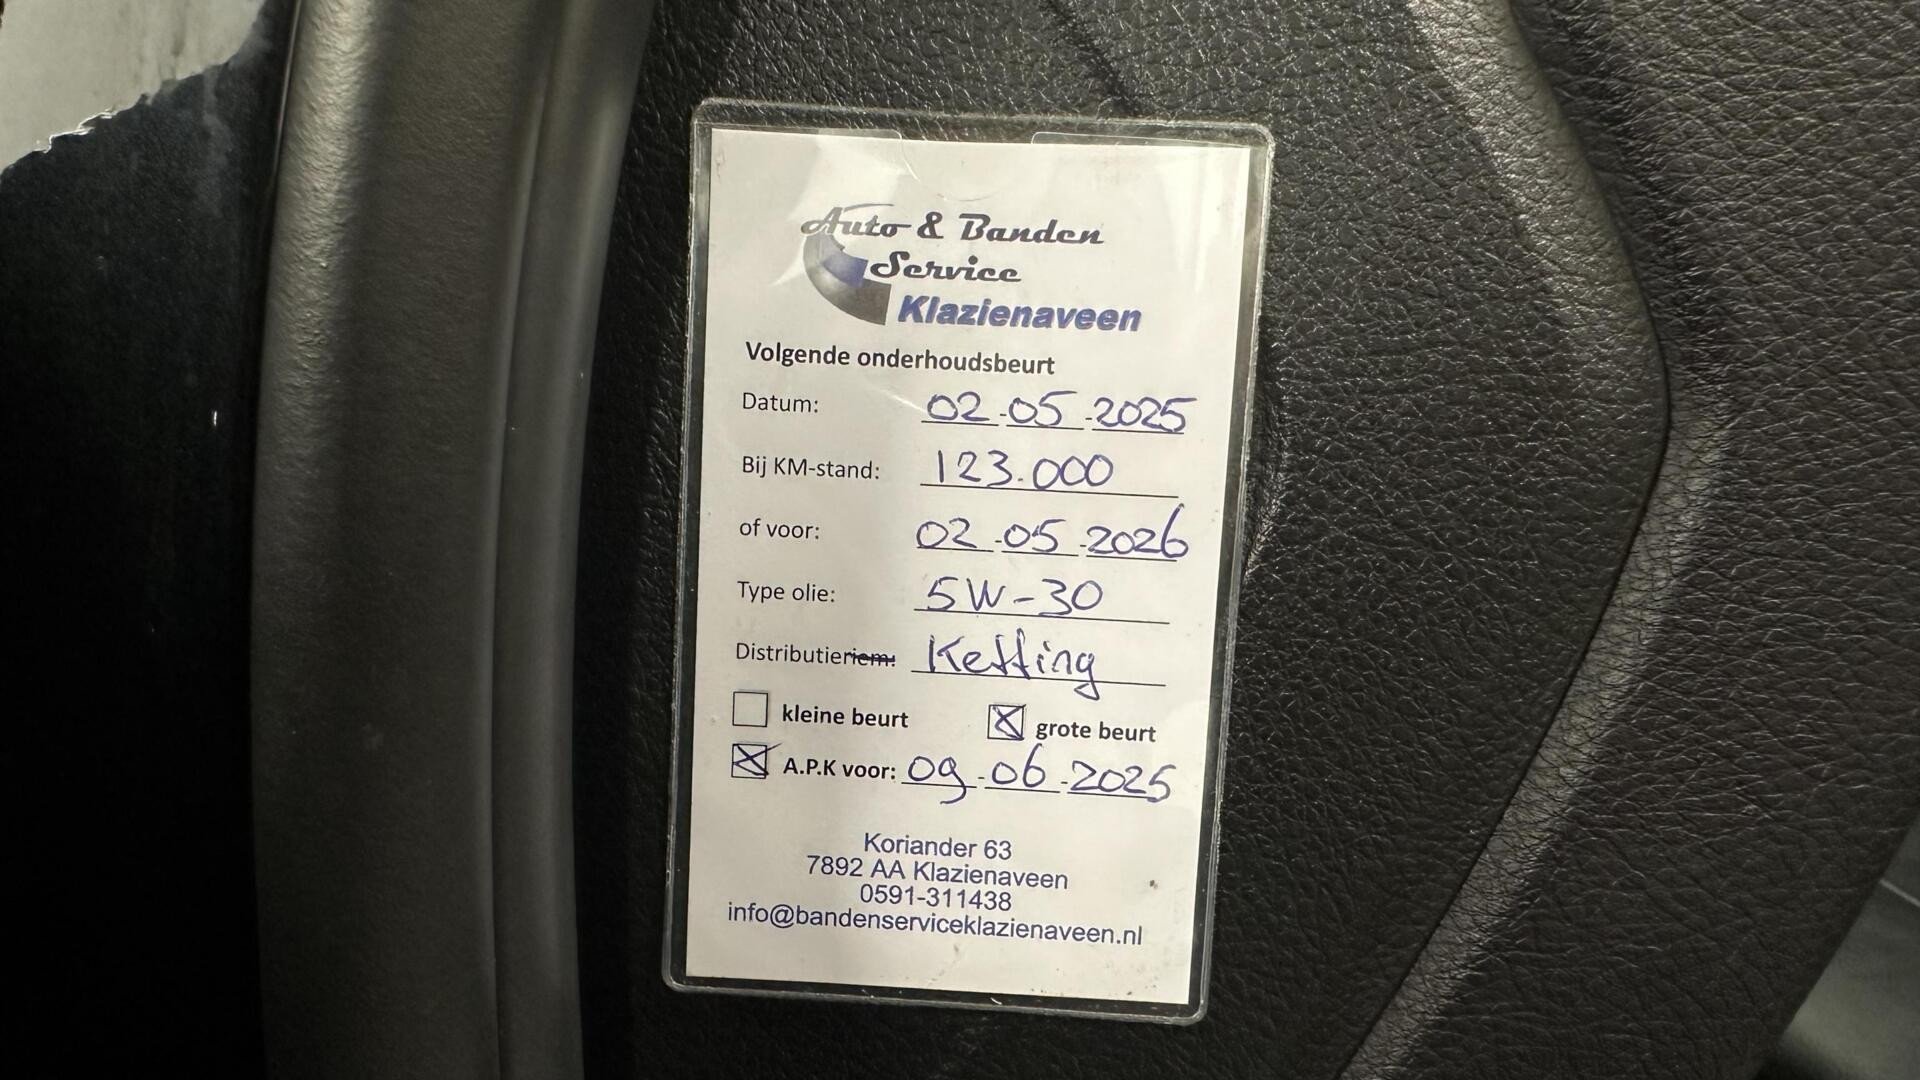 Auto & Banden
Service
Klazienaveen
Volgende onderhoudsbeurt
Datum: 02-05-2025
Bij KM-stand: 123.000
of voor: 02-05-2026
Type olie: 5W-30
Distributieriem: Ketting
kleine beurt grote beurt
A.P.K voor: 09-06-2025
Koriander 63
7892 AA Klazienaveen
0591-311438
info@bandenserviceklazienaveen.nl